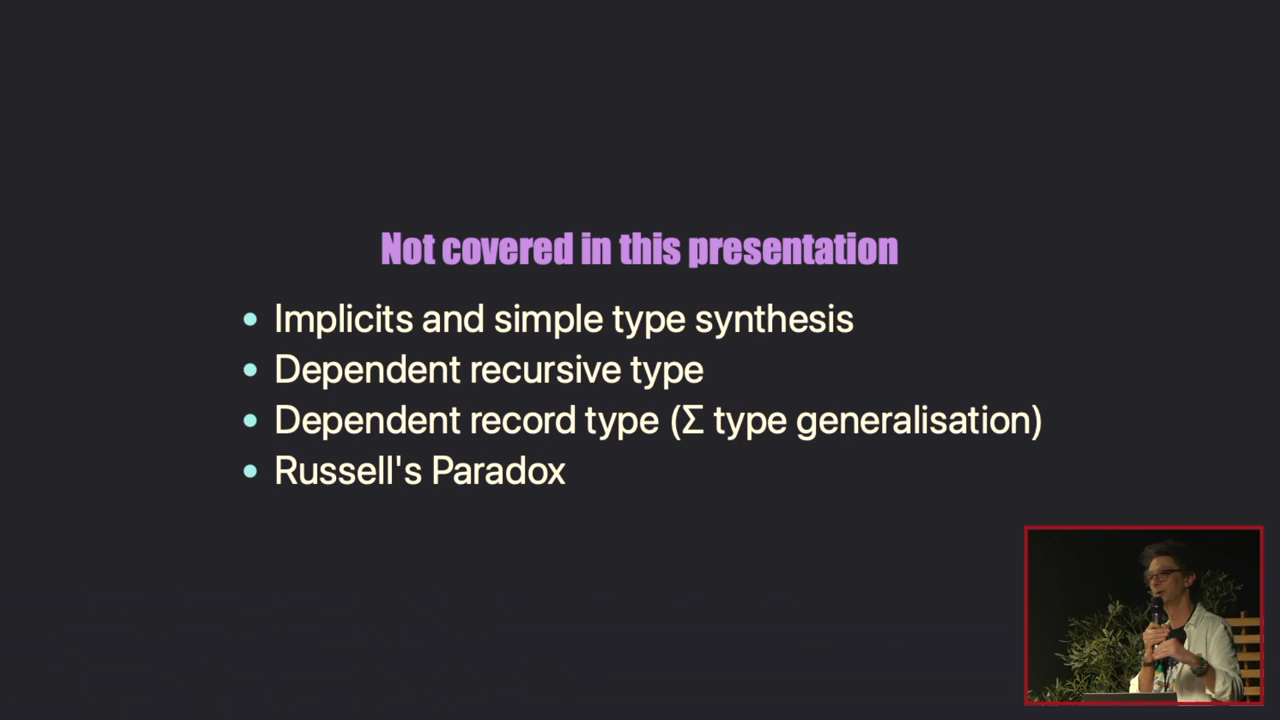 Not covered in this presentation
• Implicits and simple type synthesis
• Dependent recursive type
• Dependent record type (Σ type generalisation)
• Russell's Paradox